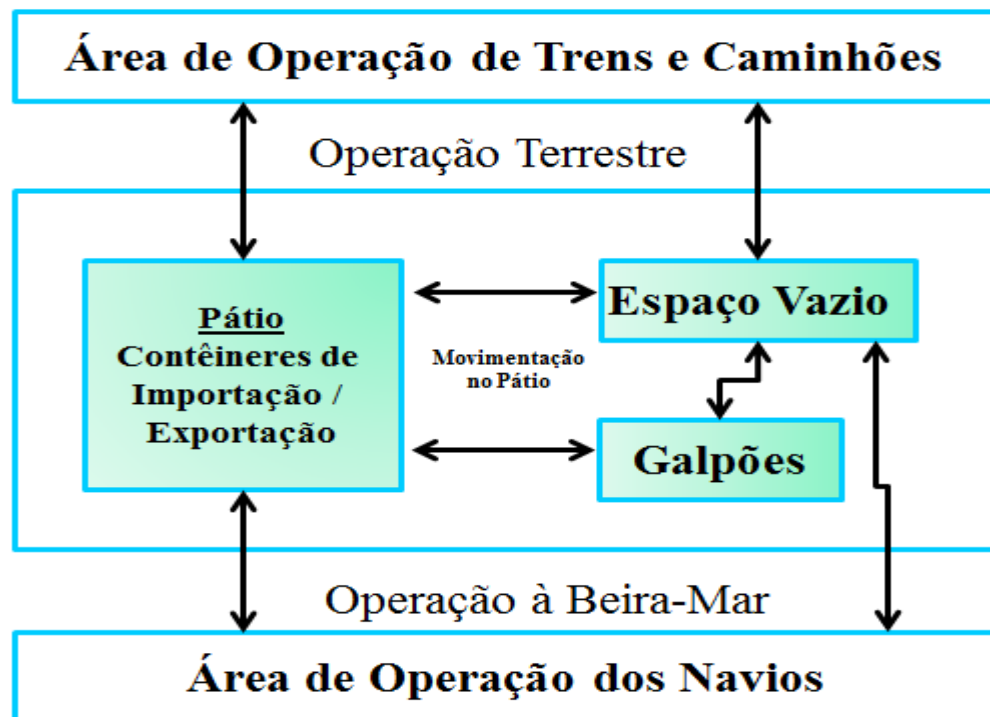 Área de Operação de Trens e Caminhões
Operação Terrestre
Pátio
Contêineres de
Importação /
Exportação
Movimentação
no Pátio
Espaço Vazio
Galpões
Operação à Beira-Mar
Área de Operação dos Navios